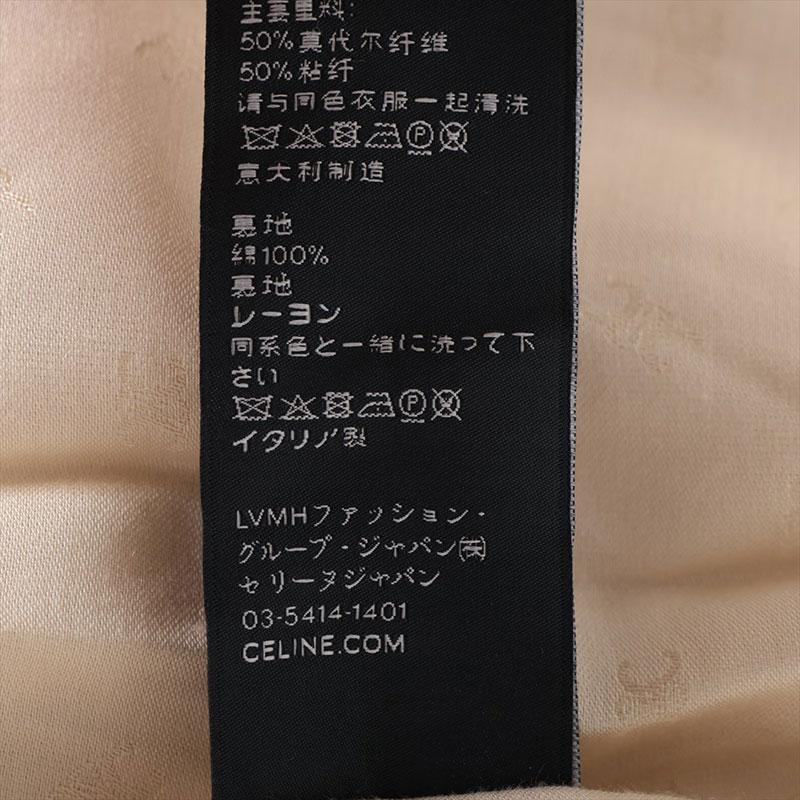 主要里料:
50%莫代尔纤维
50%粘纤
请与同色衣服一起清洗
P
意大利制造
裏地
綿100%
裏地
レーヨン
同系色と一緒に洗って下
さい
P
イタリア製
LVMHファッション・
グループ・ジャパン㈱
セリーヌジャパン
03-5414-1401
CELINE.COM